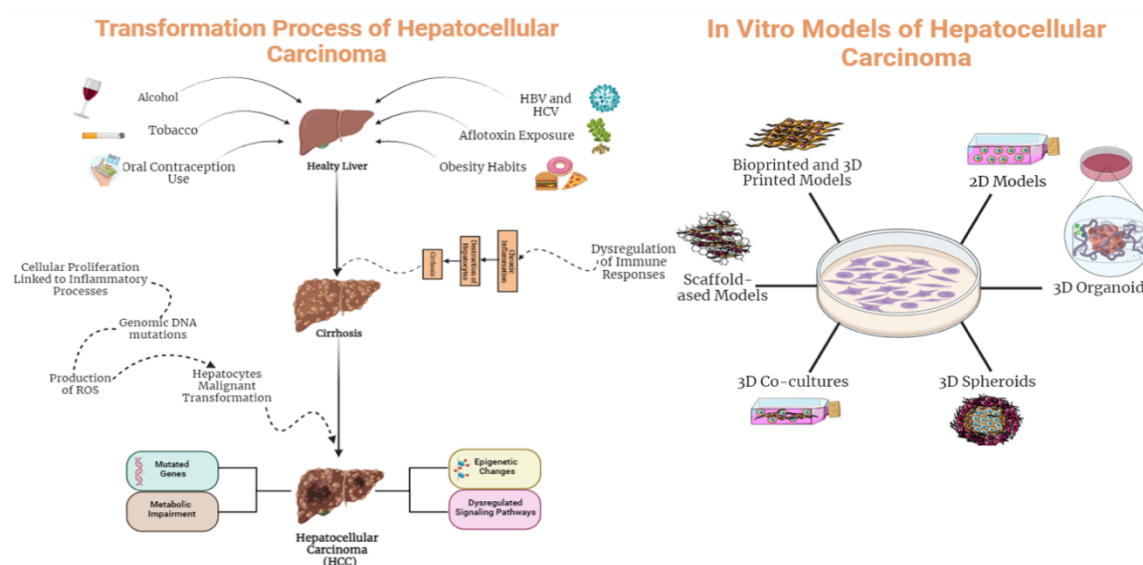 Transformation Process of Hepatocellular
Carcinoma
Alcohol
Tobacco
Oral Contraception
Use
HBV and
HCV
Aflotoxin Exposure
Obesity Habits
Healty Liver
Chronic
Inflammation
Destruction of
Hepatocytes
Cirrhosis
Dysregulation
of Immune
Responses
Cellular Proliferation
Linked to Inflammatory
Processes
Genomic DNA
mutations
Production
of ROS
Hepatocytes
Malignant
Transformation
Cirrhosis
Mutated
Genes
Metabolic
Impairment
Epigenetic
Changes
Dysregulated
Signaling Pathways
Hepatocellular
Carcinoma
(HCC)
In Vitro Models of Hepatocellular
Carcinoma
Bioprinted and 3D
Printed Models
2D Models
Scaffold-
ased Models
3D Organoid
3D Co-cultures
3D Spheroids